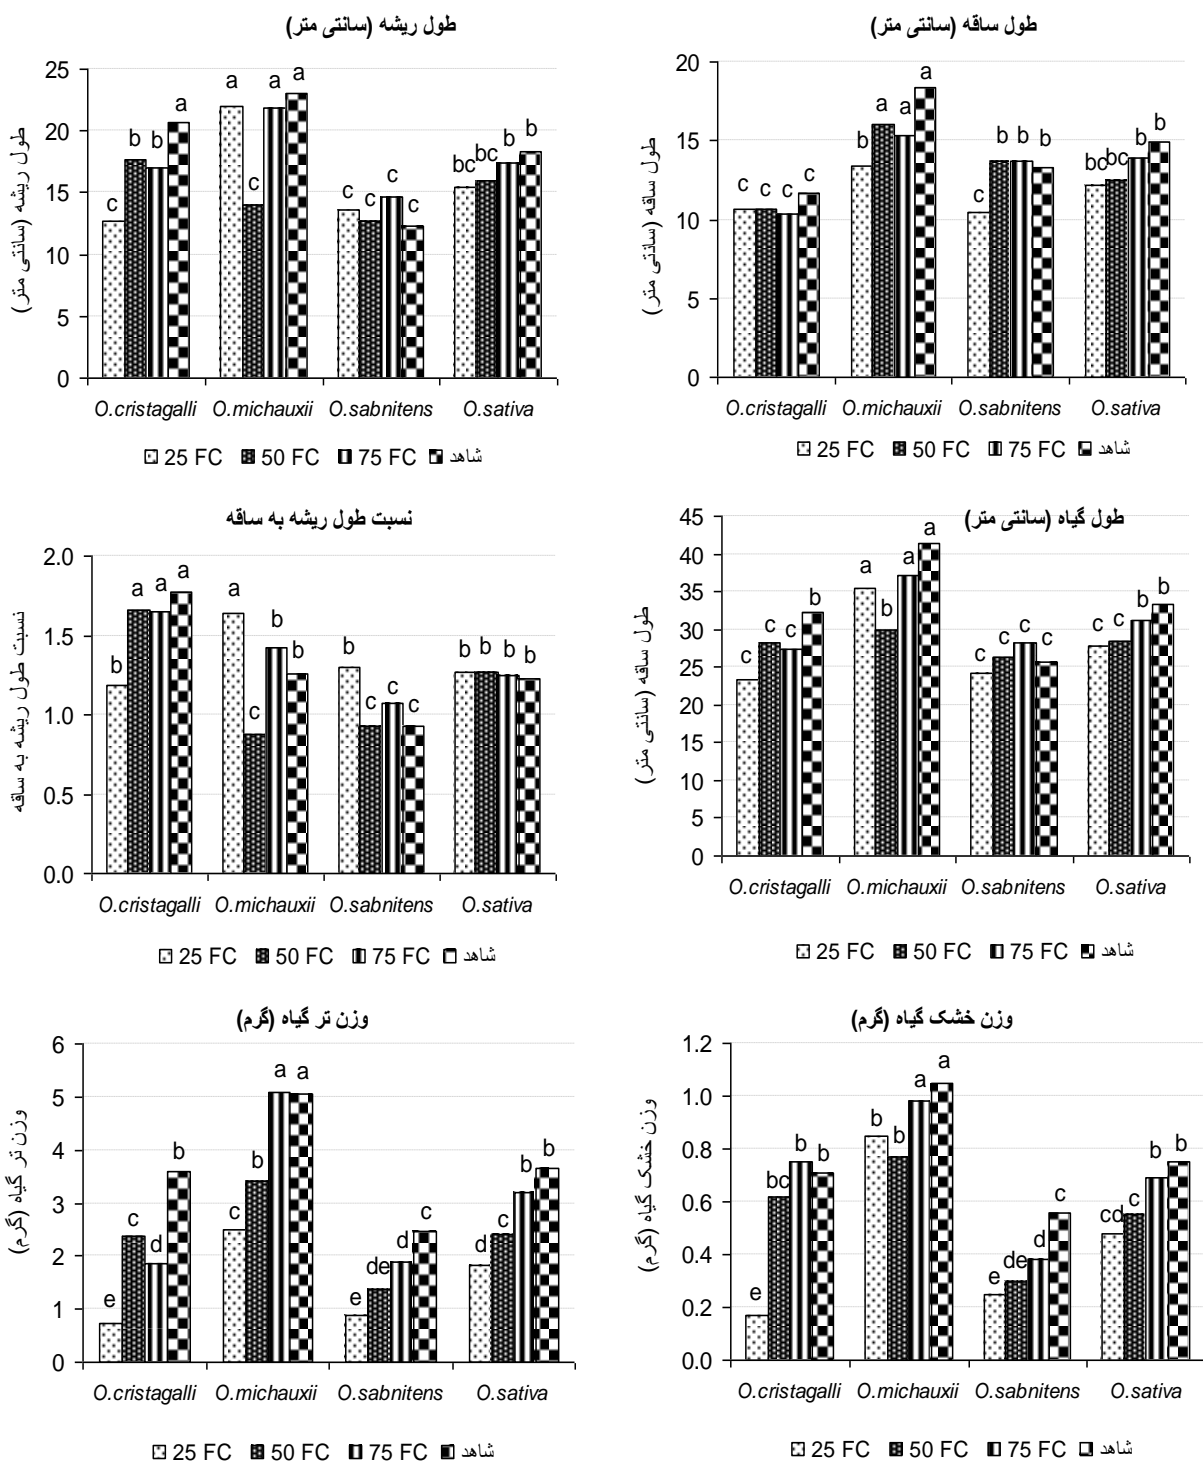 طول ریشه (سانتی متر)
طول ریشه (سانتی متر)
25
20
15
10
5
0
c b b a
a c a a
c c c c
bc bc b b
O.cristagalli O.michauxii O.sabnitens O.sativa
25 FC 50 FC 75 FC شاهد
طول ساقه (سانتی متر)
طول ساقه (سانتی متر)
20
15
10
5
0
c c c c
b a a a
c b b b
bc bc b b
O.cristagalli O.michauxii O.sabnitens O.sativa
25 FC 50 FC 75 FC شاهد
نسبت طول ریشه به ساقه
نسبت طول ریشه به ساقه
2.0
1.5
1.0
0.5
0.0
b a a a
a c b b
b c c c
b b b b
O.cristagalli O.michauxii O.sabnitens O.sativa
25 FC 50 FC 75 FC شاهد
طول گیاه (سانتی متر)
طول ساقه (سانتی متر)
45
40
35
30
25
20
15
10
5
0
c c c b
a b a a
c c c c
c c b b
O.cristagalli O.michauxii O.sabnitens O.sativa
25 FC 50 FC 75 FC شاهد
وزن تر گیاه (گرم)
وزن تر گیاه (گرم)
6
5
4
3
2
1
0
e c d b
c b a a
e de d c
d c b b
O.cristagalli O.michauxii O.sabnitens O.sativa
25 FC 50 FC 75 FC شاهد
وزن خشک گیاه (گرم)
وزن خشک گیاه (گرم)
1.2
1.0
0.8
0.6
0.4
0.2
0.0
e bc b b
b b a a
e de d c
cd c b b
O.cristagalli O.michauxii O.sabnitens O.sativa
25 FC 50 FC 75 FC شاهد